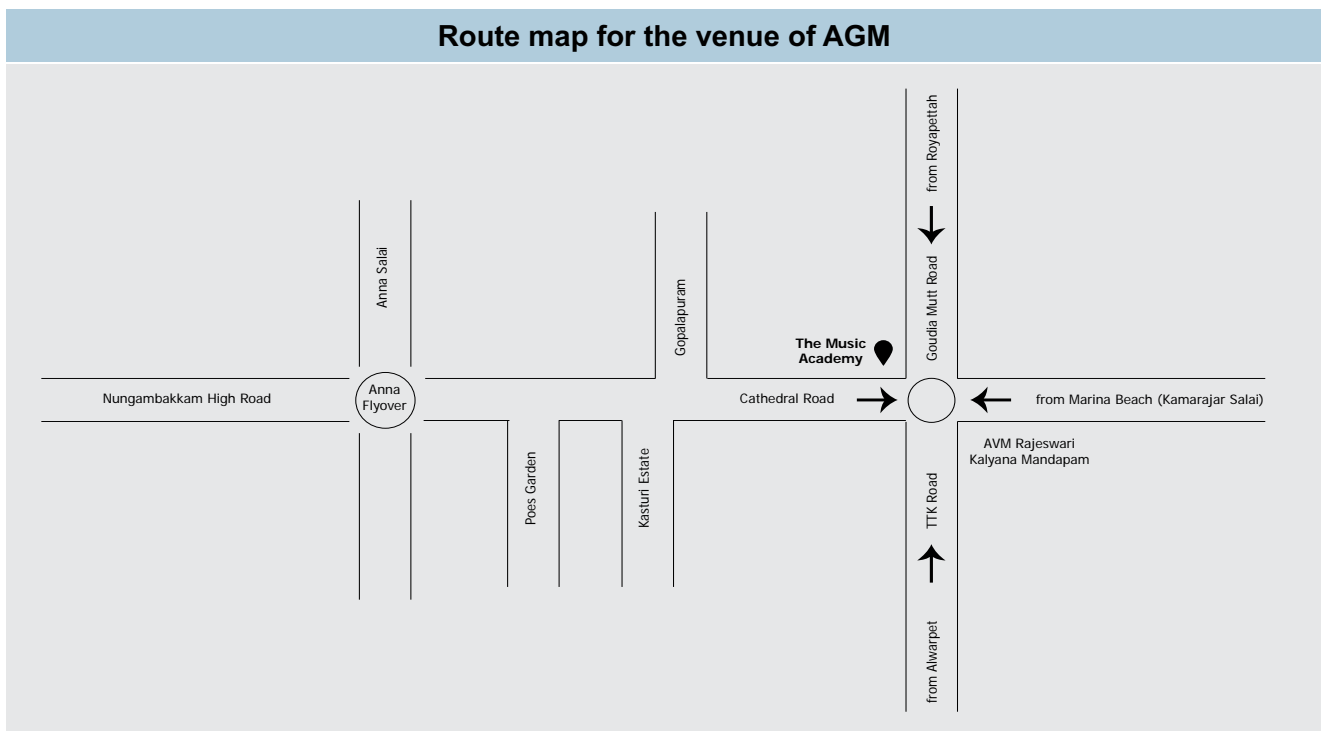 Route map for the venue of AGM
from Royapettah
Goudia Mutt Road
Anna Salai
Gopalapuram
The Music
Academy
Nungambakkam High Road
Anna
Flyover
Cathedral Road
from Marina Beach (Kamarajar Salai)
AVM Rajeswari
Kalyana Mandapam
Poes Garden
Kasturi Estate
TTK Road
from Alwarpet